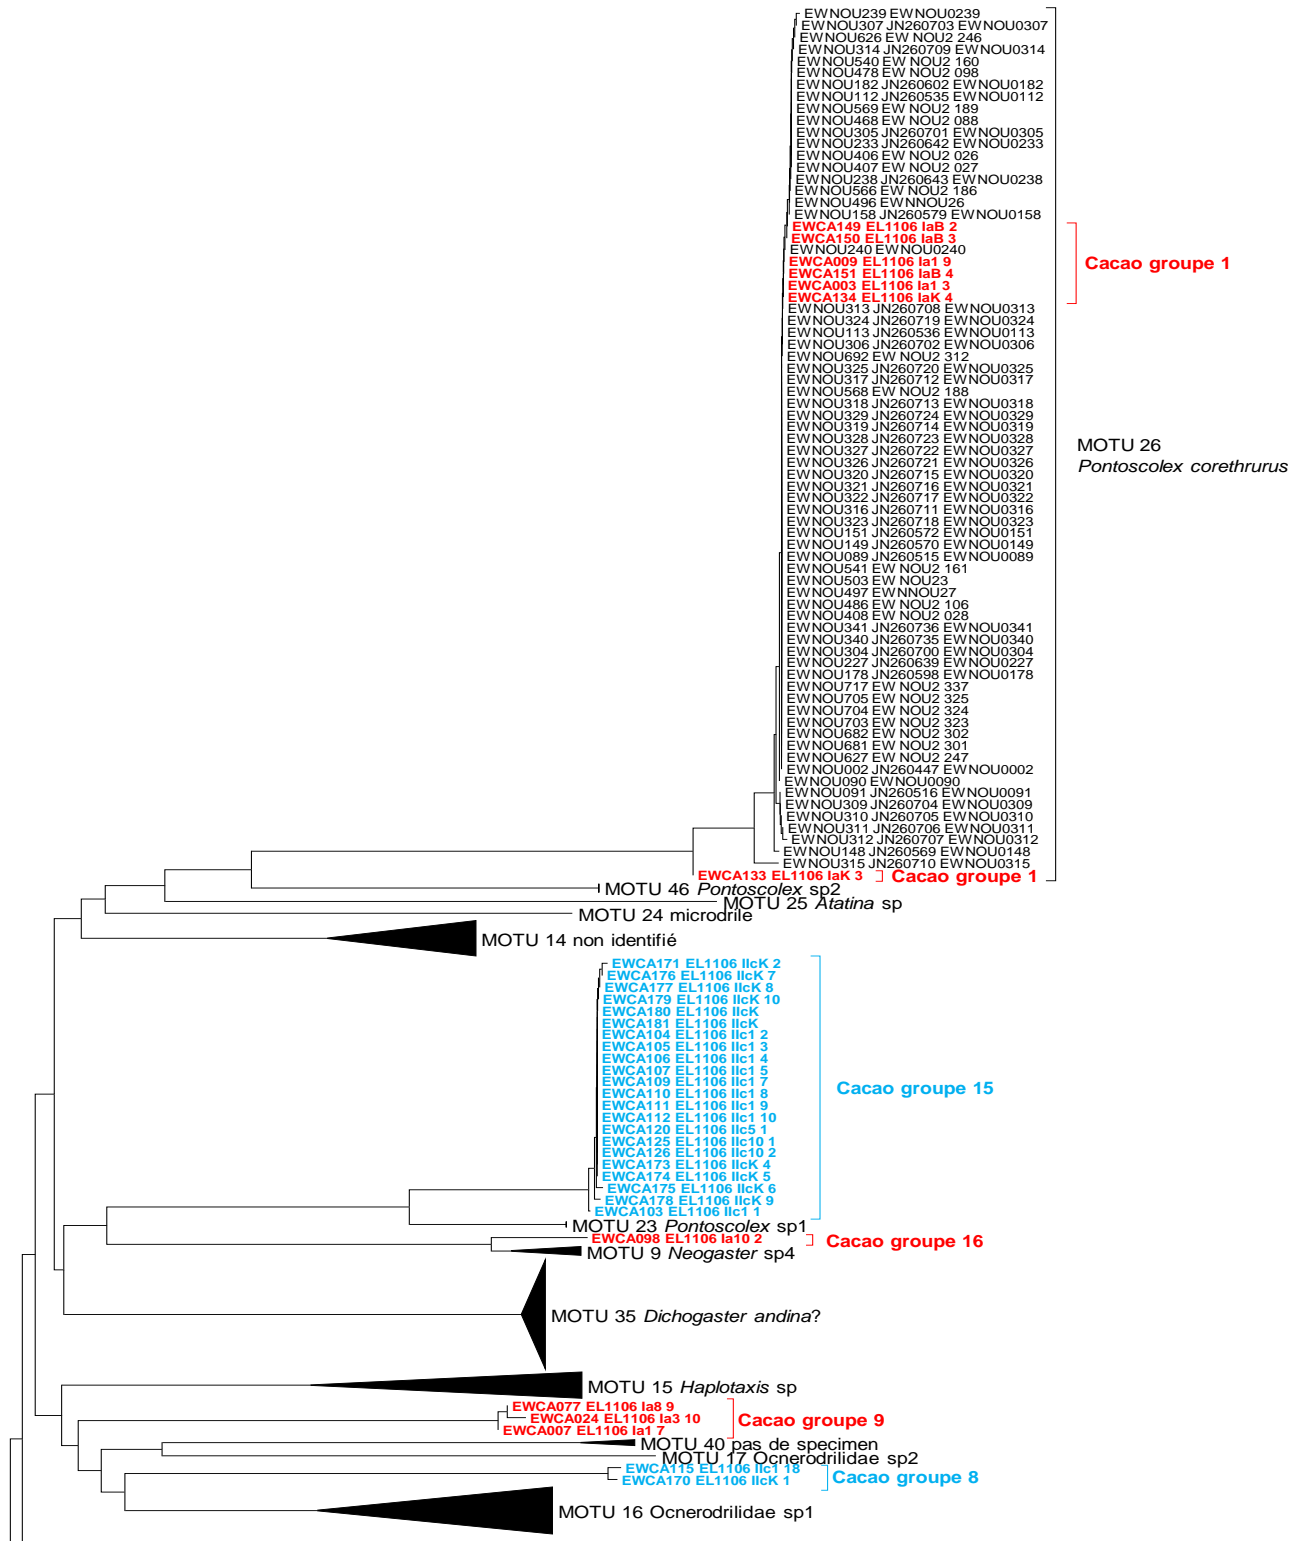 EWNOU239 EWNOU0239
EWNOU307 JN260703 EWNOU0307
EWNOU626 EW NOU2 246
EWNOU314 JN260709 EWNOU0314
EWNOU540 EW NOU2 160
EWNOU478 EW NOU2 098
EWNOU182 JN260602 EWNOU0182
EWNOU112 JN260535 EWNOU0112
EWNOU569 EW NOU2 189
EWNOU468 EW NOU2 088
EWNOU305 JN260701 EWNOU0305
EWNOU233 JN260642 EWNOU0233
EWNOU406 EW NOU2 026
EWNOU407 EW NOU2 027
EWNOU238 JN260643 EWNOU0238
EWNOU566 EW NOU2 186
EWNOU496 EWNNOU26
EWNOU158 JN260579 EWNOU0158
EWCA149 EL1106 IaB 2
EWCA150 EL1106 IaB 3
EWNOU240 EWNOU0240
EWCA009 EL1106 Ia1 9
Cacao groupe 1
EWCA151 EL1106 IaB 4
EWCA003 EL1106 Ia1 3
EWCA134 EL1106 IaK 4
EWNOU313 JN260708 EWNOU0313
EWNOU324 JN260719 EWNOU0324
EWNOU113 JN260536 EWNOU0113
EWNOU306 JN260702 EWNOU0306
EWNOU692 EW NOU2 312
EWNOU325 JN260720 EWNOU0325
EWNOU317 JN260712 EWNOU0317
EWNOU568 EW NOU2 188
EWNOU318 JN260713 EWNOU0318
EWNOU329 JN260724 EWNOU0329
EWNOU319 JN260714 EWNOU0319
EWNOU328 JN260723 EWNOU0328
EWNOU327 JN260722 EWNOU0327
EWNOU326 JN260721 EWNOU0326
EWNOU320 JN260715 EWNOU0320
EWNOU321 JN260716 EWNOU0321
EWNOU322 JN260717 EWNOU0322
EWNOU316 JN260711 EWNOU0316
EWNOU323 JN260718 EWNOU0323
EWNOU151 JN260572 EWNOU0151
EWNOU149 JN260570 EWNOU0149
EWNOU089 JN260515 EWNOU0089
EWNOU541 EW NOU2 161
EWNOU503 EW NOU23
EWNOU497 EWNNOU27
EWNOU486 EW NOU2 106
EWNOU408 EW NOU2 028
EWNOU341 JN260736 EWNOU0341
EWNOU340 JN260735 EWNOU0340
EWNOU304 JN260700 EWNOU0304
EWNOU227 JN260639 EWNOU0227
EWNOU178 JN260598 EWNOU0178
EWNOU717 EW NOU2 337
EWNOU705 EW NOU2 325
EWNOU704 EW NOU2 324
EWNOU703 EW NOU2 323
EWNOU682 EW NOU2 302
EWNOU681 EW NOU2 301
EWNOU627 EW NOU2 247
EWNOU002 JN260447 EWNOU0002
EWNOU090 EWNOU0090
EWNOU091 JN260516 EWNOU0091
EWNOU309 JN260704 EWNOU0309
EWNOU310 JN260705 EWNOU0310
EWNOU311 JN260706 EWNOU0311
EWNOU312 JN260707 EWNOU0312
EWNOU148 JN260569 EWNOU0148
EWNOU315 JN260710 EWNOU0315
MOTU 26
Pontoscolex corethrurus
EWCA133 EL1106 IaK 3
Cacao groupe 1
MOTU 46 Pontoscolex sp2
MOTU 25 Atatina sp
MOTU 24 microdrile
MOTU 14 non identifié
EWCA171 EL1106 IIcK 2
EWCA176 EL1106 IIcK 7
EWCA177 EL1106 IIcK 8
EWCA179 EL1106 IIcK 10
EWCA180 EL1106 IIcK
EWCA181 EL1106 IIcK
EWCA104 EL1106 IIc1 2
EWCA105 EL1106 IIc1 3
EWCA106 EL1106 IIc1 4
EWCA107 EL1106 IIc1 5
EWCA109 EL1106 IIc1 7
EWCA110 EL1106 IIc1 8
EWCA111 EL1106 IIc1 9
EWCA112 EL1106 IIc1 10
EWCA120 EL1106 IIc5 1
EWCA125 EL1106 IIc10 1
EWCA126 EL1106 IIc10 2
EWCA173 EL1106 IIcK 4
EWCA174 EL1106 IIcK 5
EWCA175 EL1106 IIcK 6
EWCA178 EL1106 IIcK 9
EWCA103 EL1106 IIc1 1
Cacao groupe 15
MOTU 23 Pontoscolex sp1
EWCA098 EL1106 Ia10 2
Cacao groupe 16
MOTU 9 Neogaster sp4
MOTU 35 Dichogaster andina?
MOTU 15 Haplotaxis sp
EWCA077 EL1106 Ia8 9
EWCA024 EL1106 Ia3 10
Cacao groupe 9
EWCA007 EL1106 Ia1 7
MOTU 40 pas de specimen
MOTU 17 Ocnerodrilidae sp2
EWCA115 EL1106 IIc1 18
EWCA170 EL1106 IIcK 1
Cacao groupe 8
MOTU 16 Ocnerodrilidae sp1